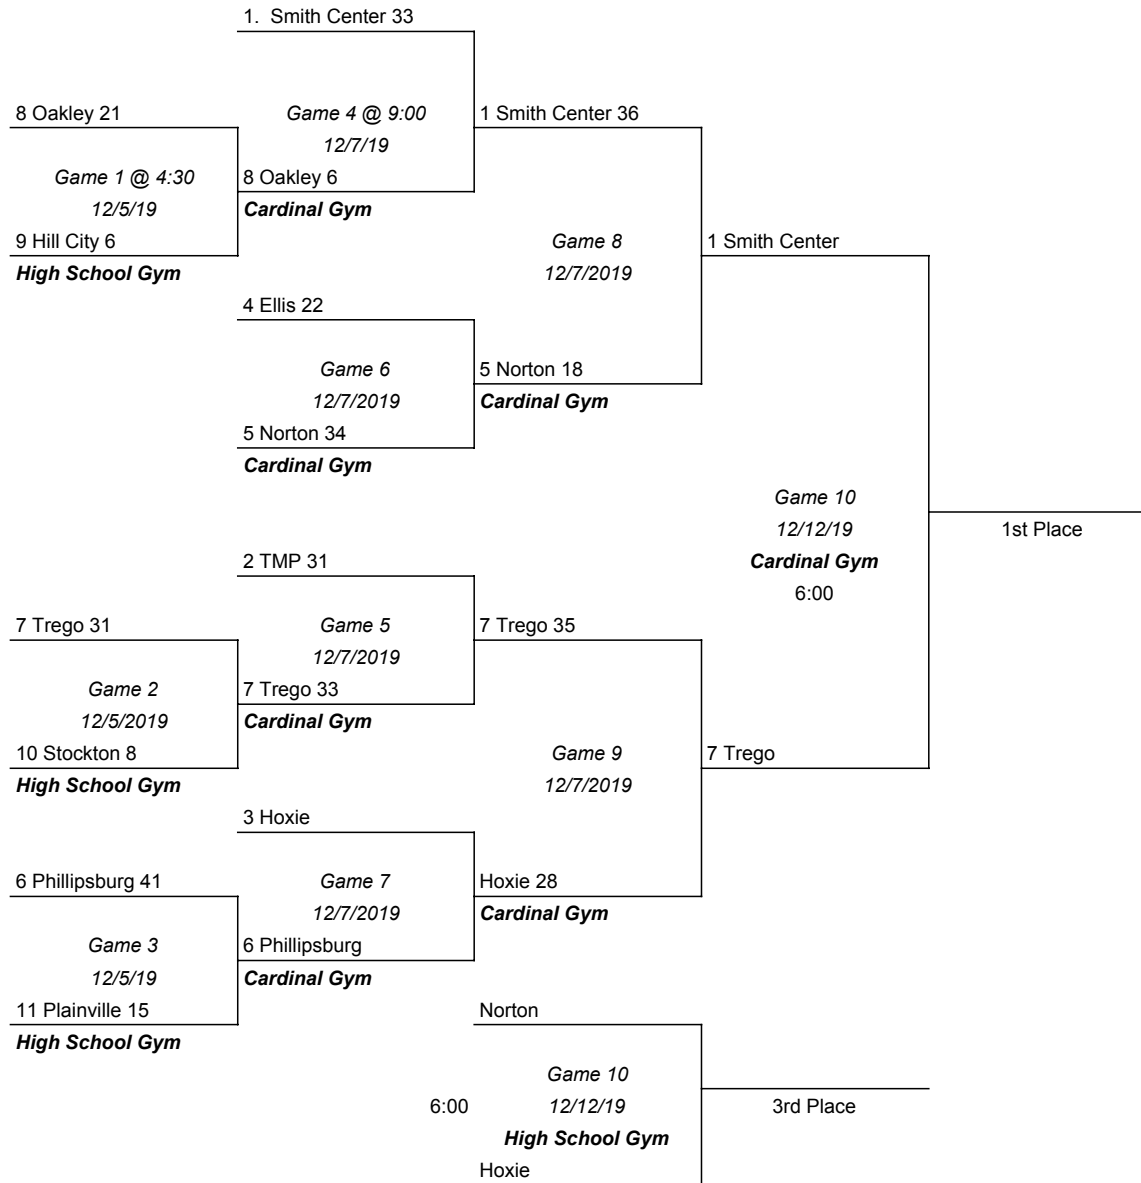 1.  Smith Center 33
8 Oakley 21
Game 4 @ 9:00
1 Smith Center 36
12/7/19
Game 1 @ 4:30
8 Oakley 6
12/5/19
Cardinal Gym
9 Hill City 6
Game 8
1 Smith Center
High School Gym
12/7/2019
4 Ellis 22
Game 6
5 Norton 18
12/7/2019
Cardinal Gym
5 Norton 34
Cardinal Gym
Game 10
12/12/19
1st Place
Cardinal Gym
6:00
2 TMP 31
7 Trego 31
Game 5
7 Trego 35
12/7/2019
Game 2
7 Trego 33
12/5/2019
Cardinal Gym
10 Stockton 8
Game 9
7 Trego
High School Gym
12/7/2019
3 Hoxie
6 Phillipsburg 41
Game 7
Hoxie 28
12/7/2019
Cardinal Gym
Game 3
6 Phillipsburg
12/5/19
Cardinal Gym
11 Plainville 15
Norton
High School Gym
Game 10
6:00
12/12/19
3rd Place
High School Gym
Hoxie